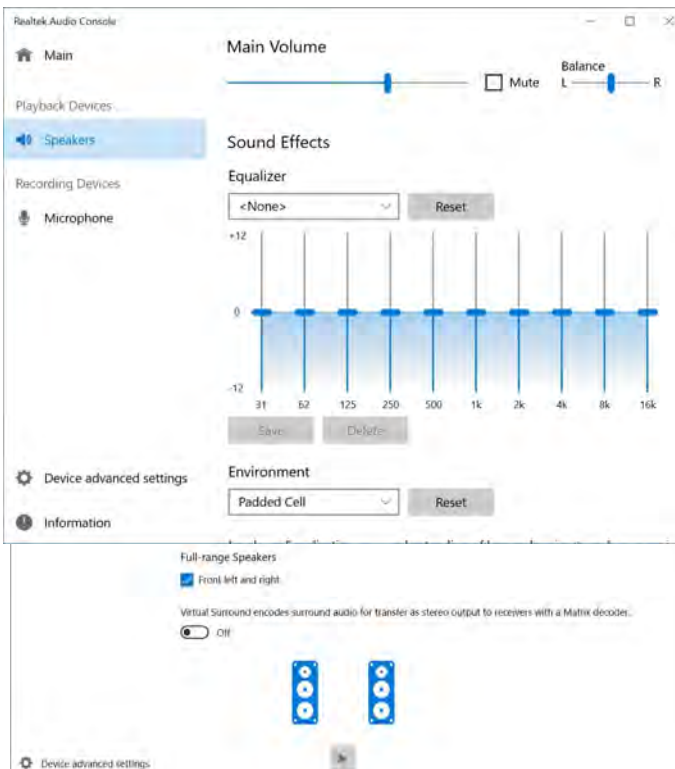 Realtek Audio Console
Main
Playback Devices
Speakers
Recording Devices
Microphone
Device advanced settings
Information
Main Volume
Mute
Balance
L R
Sound Effects
Equalizer
<None> Reset
+12
0
-12
31 62 125 250 500 1k 2k 4k 8k 16k
Save Delete
Environment
Padded Cell Reset
Full-range Speakers
Front left and right
Virtual Surround encodes surround audio for transfer as stereo output to receivers with a Matrix decoder.
Off
Device advanced settings